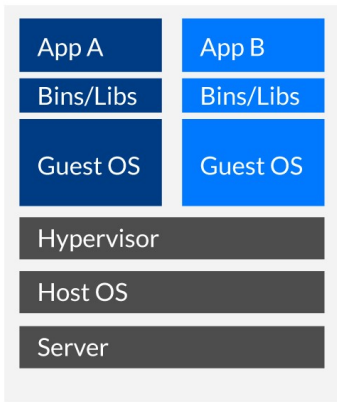 App A
App B
Bins/Libs
Bins/Libs
Guest OS
Guest OS
Hypervisor
Host OS
Server